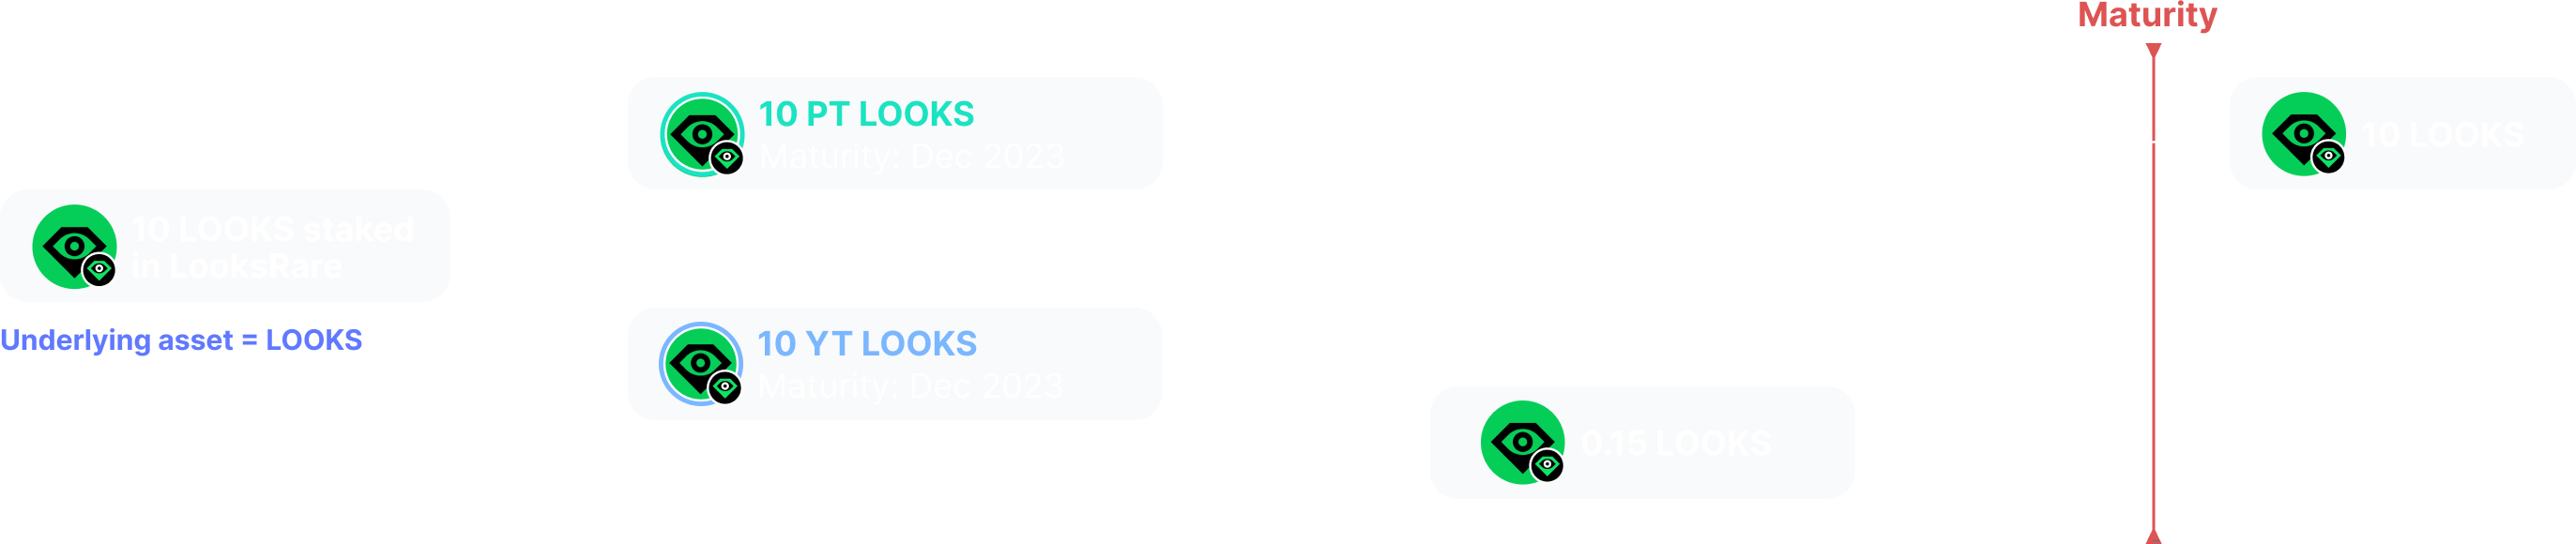 Maturity
10 PT LOOKS
Maturity: Dec 2023
10 LOOKS
10 LOOKS staked
in LooksRare
Underlying asset = LOOKS
10 YT LOOKS
Maturity: Dec 2023
0.15 LOOKS